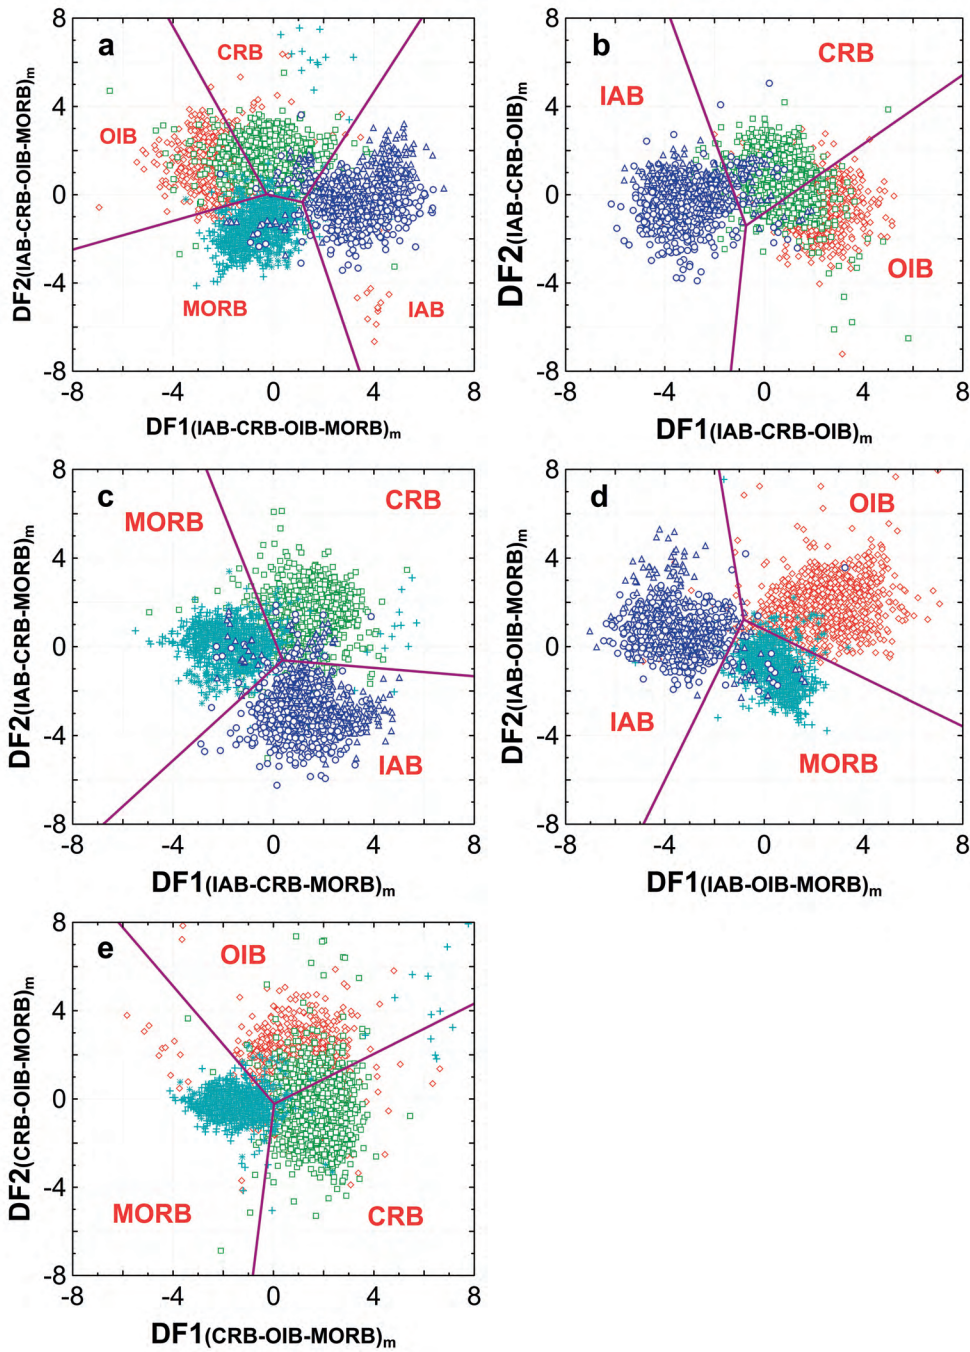 a
8
4
0
-4
-8
-8
-4
0
4
8
CRB
OIB
MORB
IAB
DF2(IAB-CRB-OIB-MORB)m
DF1(IAB-CRB-OIB-MORB)m
b
8
4
0
-4
-8
-8
-4
0
4
8
IAB
CRB
OIB
DF2(IAB-CRB-OIB)m
DF1(IAB-CRB-OIB)m
c
8
4
0
-4
-8
-8
-4
0
4
8
MORB
CRB
IAB
DF2(IAB-CRB-MORB)m
DF1(IAB-CRB-MORB)m
d
8
4
0
-4
-8
-8
-4
0
4
8
OIB
IAB
MORB
DF2(IAB-OIB-MORB)m
DF1(IAB-OIB-MORB)m
e
8
4
0
-4
-8
-8
-4
0
4
8
OIB
MORB
CRB
DF2(CRB-OIB-MORB)m
DF1(CRB-OIB-MORB)m